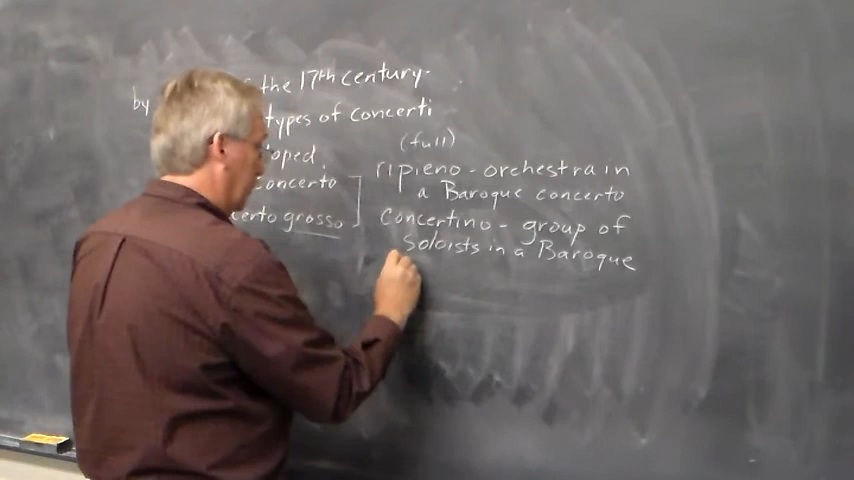 by the 17th century-
types of concerti
(full)
oped.
concerto
ripieno - orchestra in
a Baroque concerto
certo grosso
concertino - group of
soloists in a Baroque